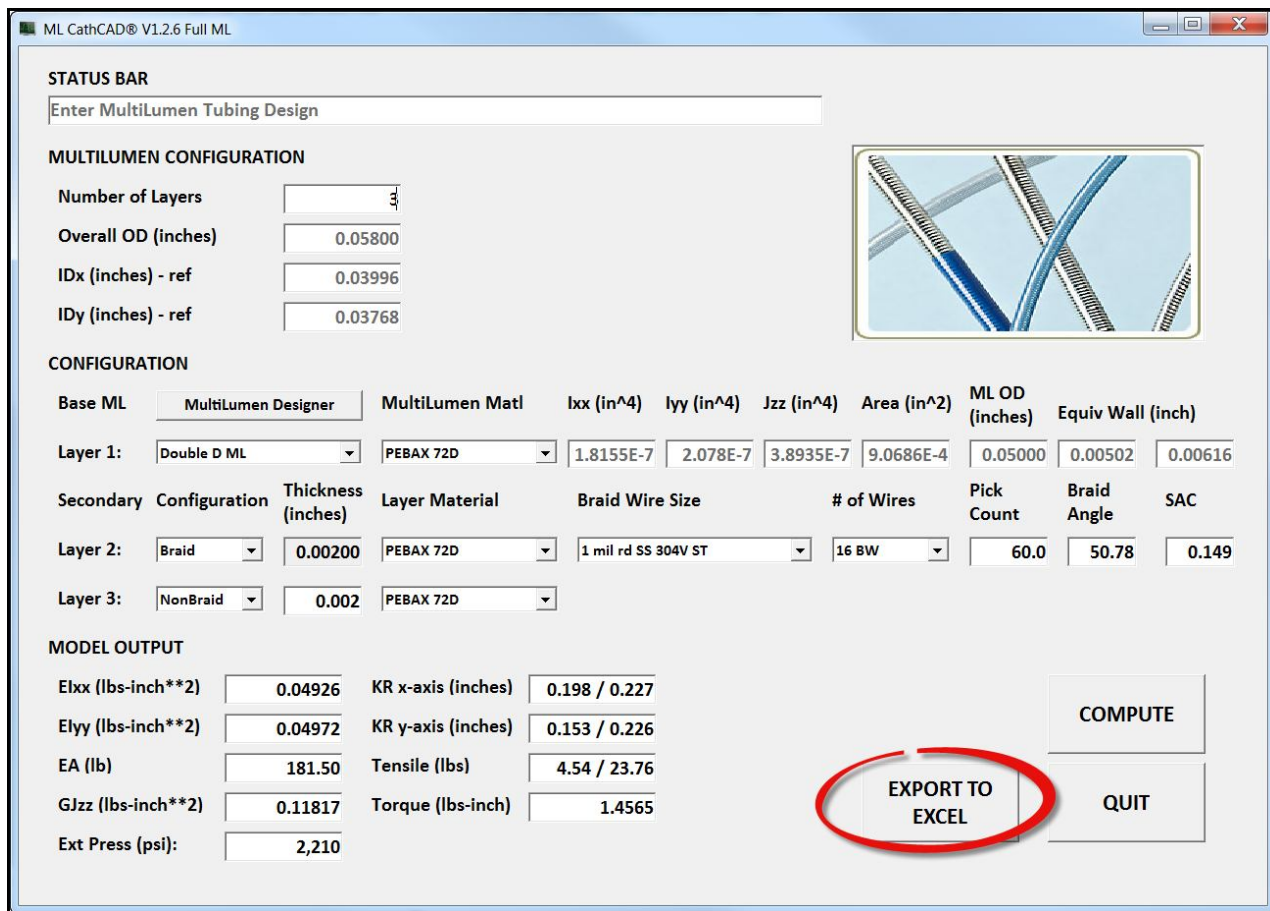 ML CathCAD® V1.2.6 Full ML
STATUS BAR
Enter MultiLumen Tubing Design
MULTILUMEN CONFIGURATION
Number of Layers 3
Overall OD (inches) 0.05800
IDx (inches) - ref 0.03996
IDy (inches) - ref 0.03768
CONFIGURATION
Base ML MultiLumen Designer MultiLumen Matl Ixx (in^4) Iyy (in^4) Jzz (in^4) Area (in^2) ML OD (inches) Equiv Wall (inch)
Layer 1: Double D ML PEBAX 72D 1.8155E-7 2.078E-7 3.8935E-7 9.0686E-4 0.05000 0.00502 0.00616
Secondary Configuration Thickness (inches) Layer Material Braid Wire Size # of Wires Pick Count Braid Angle SAC
Layer 2: Braid 0.00200 PEBAX 72D 1 mil rd SS 304V ST 16 BW 60.0 50.78 0.149
Layer 3: NonBraid 0.002 PEBAX 72D
MODEL OUTPUT
EIxx (lbs-inch**2) 0.04926 KR x-axis (inches) 0.198 / 0.227
EIyy (lbs-inch**2) 0.04972 KR y-axis (inches) 0.153 / 0.226
EA (lb) 181.50 Tensile (lbs) 4.54 / 23.76
GJzz (lbs-inch**2) 0.11817 Torque (lbs-inch) 1.4565
Ext Press (psi): 2,210
COMPUTE
EXPORT TO
EXCEL
QUIT